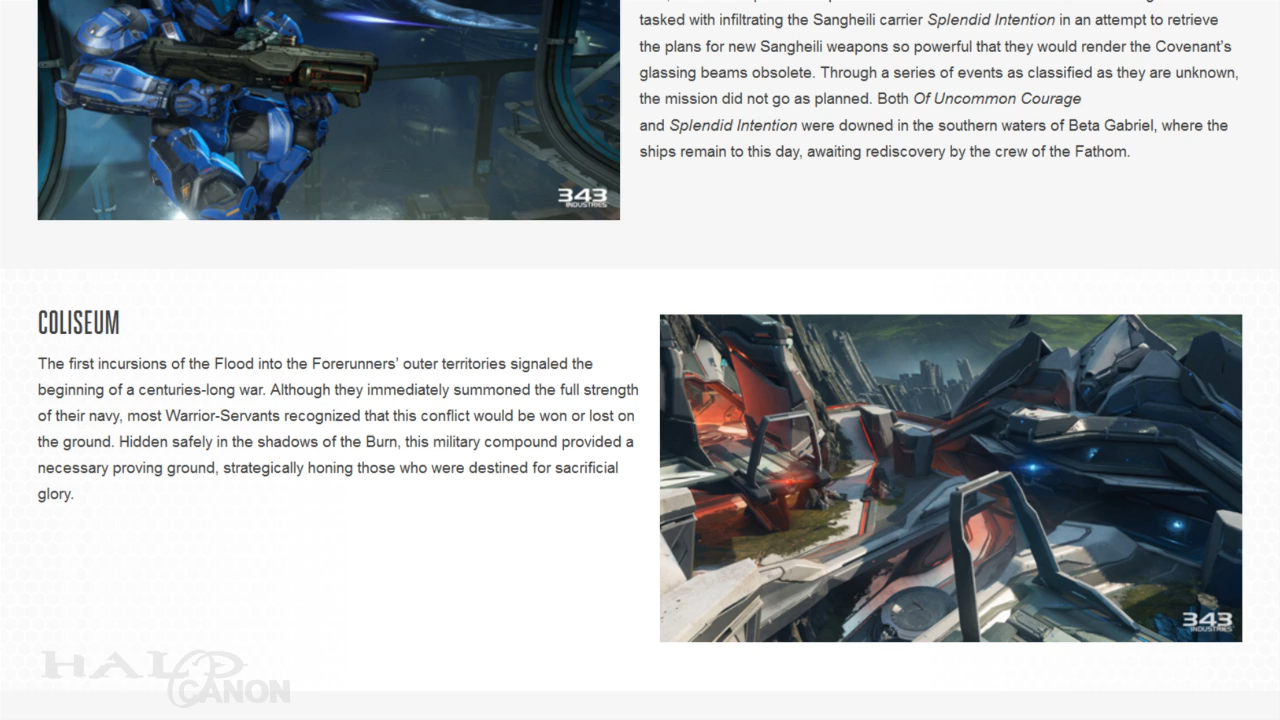 tasked with infiltrating the Sangheili carrier Splendid Intention in an attempt to retrieve
the plans for new Sangheili weapons so powerful that they would render the Covenant's
glassing beams obsolete. Through a series of events as classified as they are unknown,
the mission did not go as planned. Both Of Uncommon Courage
and Splendid Intention were downed in the southern waters of Beta Gabriel, where the
ships remain to this day, awaiting rediscovery by the crew of the Fathom.
343
INDUSTRIES
COLISEUM
The first incursions of the Flood into the Forerunners' outer territories signaled the
beginning of a centuries-long war. Although they immediately summoned the full strength
of their navy, most Warrior-Servants recognized that this conflict would be won or lost on
the ground. Hidden safely in the shadows of the Burn, this military compound provided a
necessary proving ground, strategically honing those who were destined for sacrificial
glory.
343
INDUSTRIES
HALO
CANON